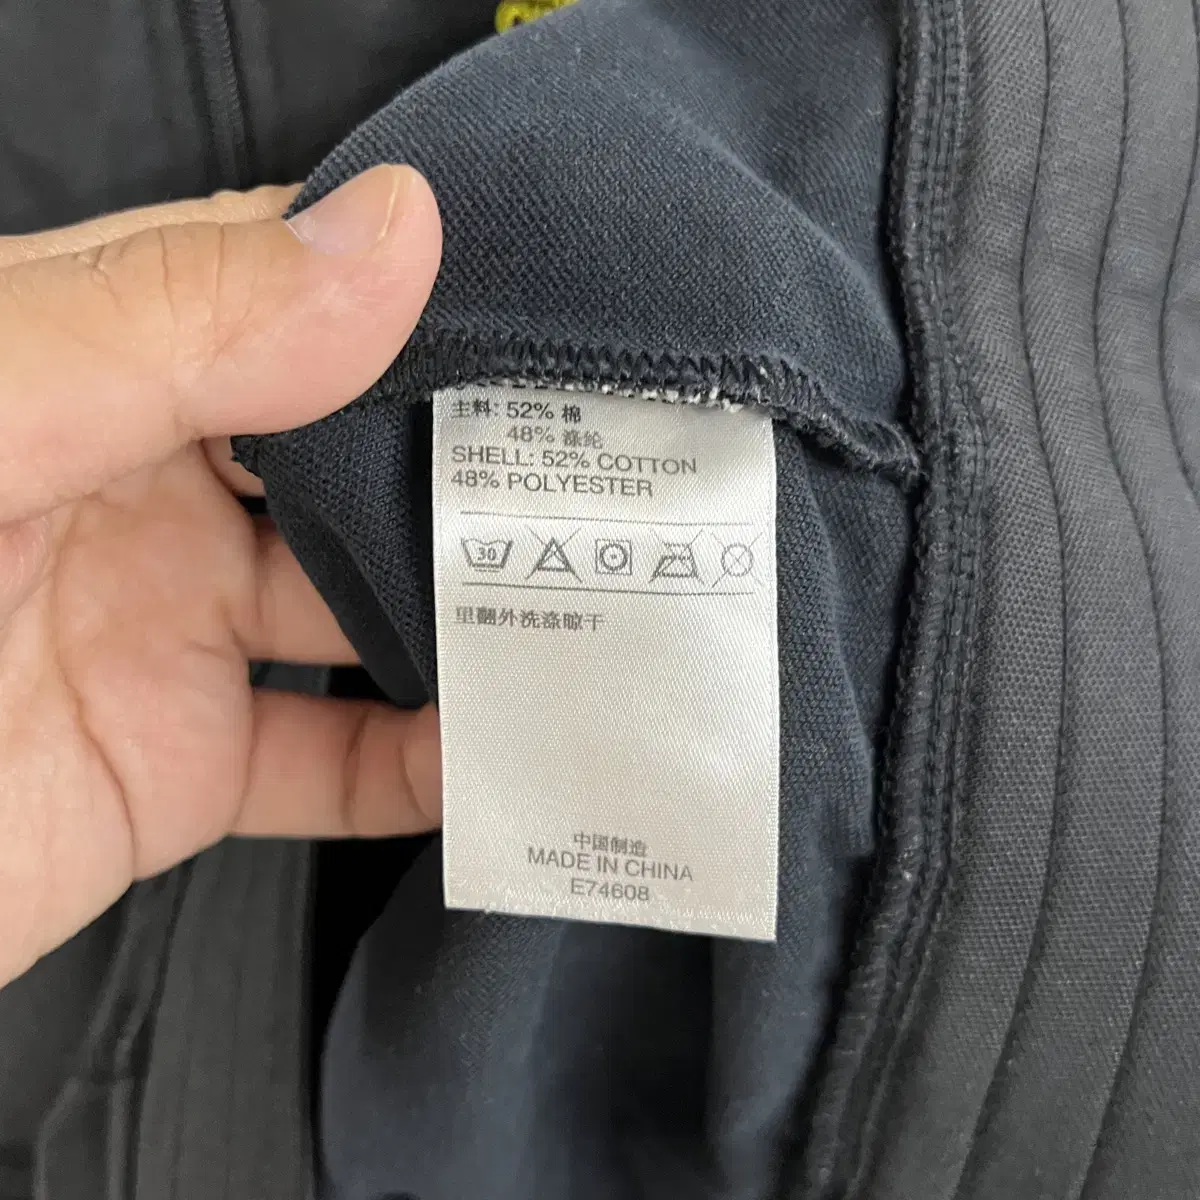 主料: 52% 棉
48% 涤纶
SHELL: 52% COTTON
48% POLYESTER
30
里翻外洗涤晾干
中国制造
MADE IN CHINA
E74608